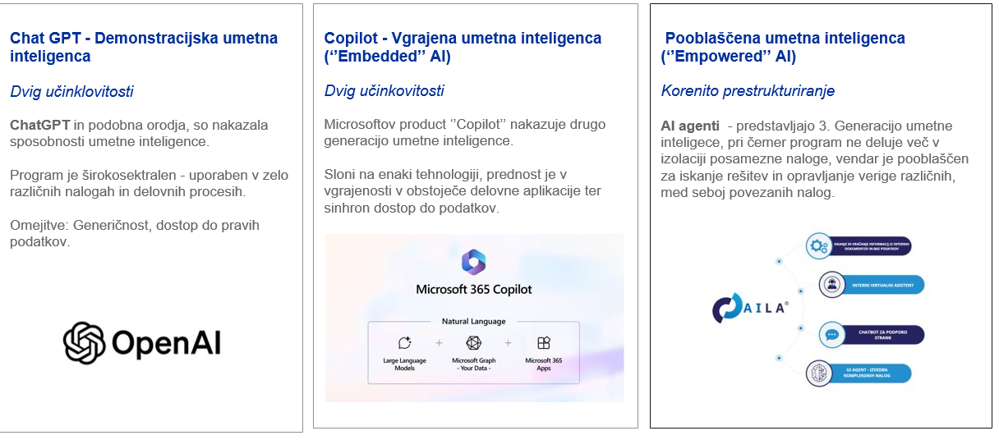 Chat GPT - Demonstracijska umetna
inteligenca
Dvig učinklovitosti
ChatGPT in podobna orodja, so nakazala
sposobnosti umetne inteligence.
Program je širokosektralen - uporaben v zelo
različnih nalogah in delovnih procesih.
Omejitve: Generičnost, dostop do pravih
podatkov.
OpenAI
Copilot - Vgrajena umetna inteligenca
(‘’Embedded’’ AI)
Dvig učinkovitosti
Microsoftov product ‘’Copilot’’ nakazuje drugo
generacijo umetne inteligence.
Sloni na enaki tehnologiji, prednost je v
vgrajenosti v obstoječe delovne aplikacije ter
sinhron dostop do podatkov.
Microsoft 365 Copilot
Natural Language
Large Language
Models
+
Microsoft Graph
- Your Data -
+
Microsoft 365
Apps
Pooblaščena umetna inteligenca
(‘’Empowered’’ AI)
Korenito prestrukturiranje
AI agenti - predstavljajo 3. Generacijo umetne
inteligece, pri čemer program ne deluje več v
izolaciji posamezne naloge, vendar je pooblaščen
za iskanje rešitev in opravljanje verige različnih,
med seboj povezanih nalog.
AILA®
ISKANJE IN VRAČANJE INFORMACIJ IZ INTERNIH
DOKUMENTOV IN BAZ PODATKOV
INTERNI VIRTUALNI ASISTENT
CHATBOT ZA PODPORO
STRANK
UI AGENT - IZVEDBA
KOMPLEKSNIH NALOG